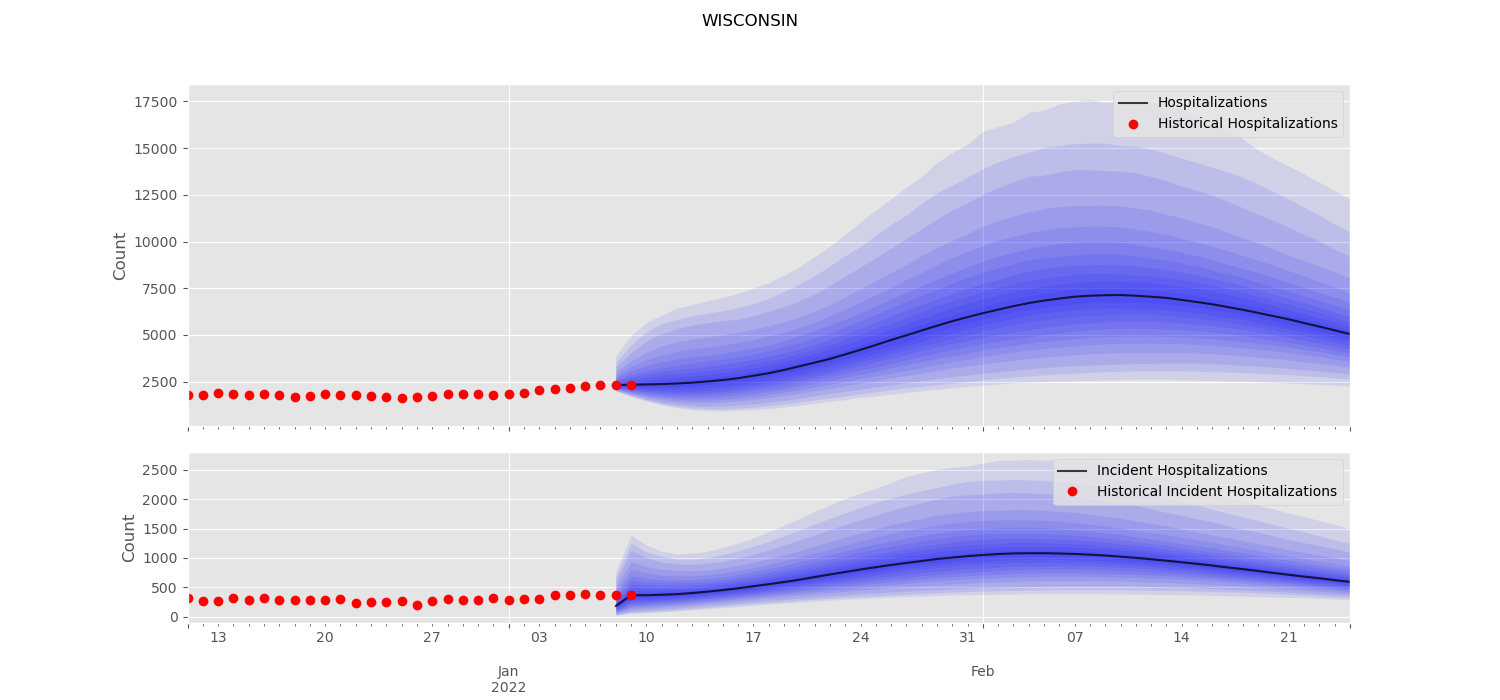 WISCONSIN
17500
15000
12500
10000
7500
5000
2500
Count
Hospitalizations
Historical Hospitalizations
2500
2000
1500
1000
500
0
Count
Incident Hospitalizations
Historical Incident Hospitalizations
13 20 27 03 10 17 24 31 07 14 21
Jan Feb
2022